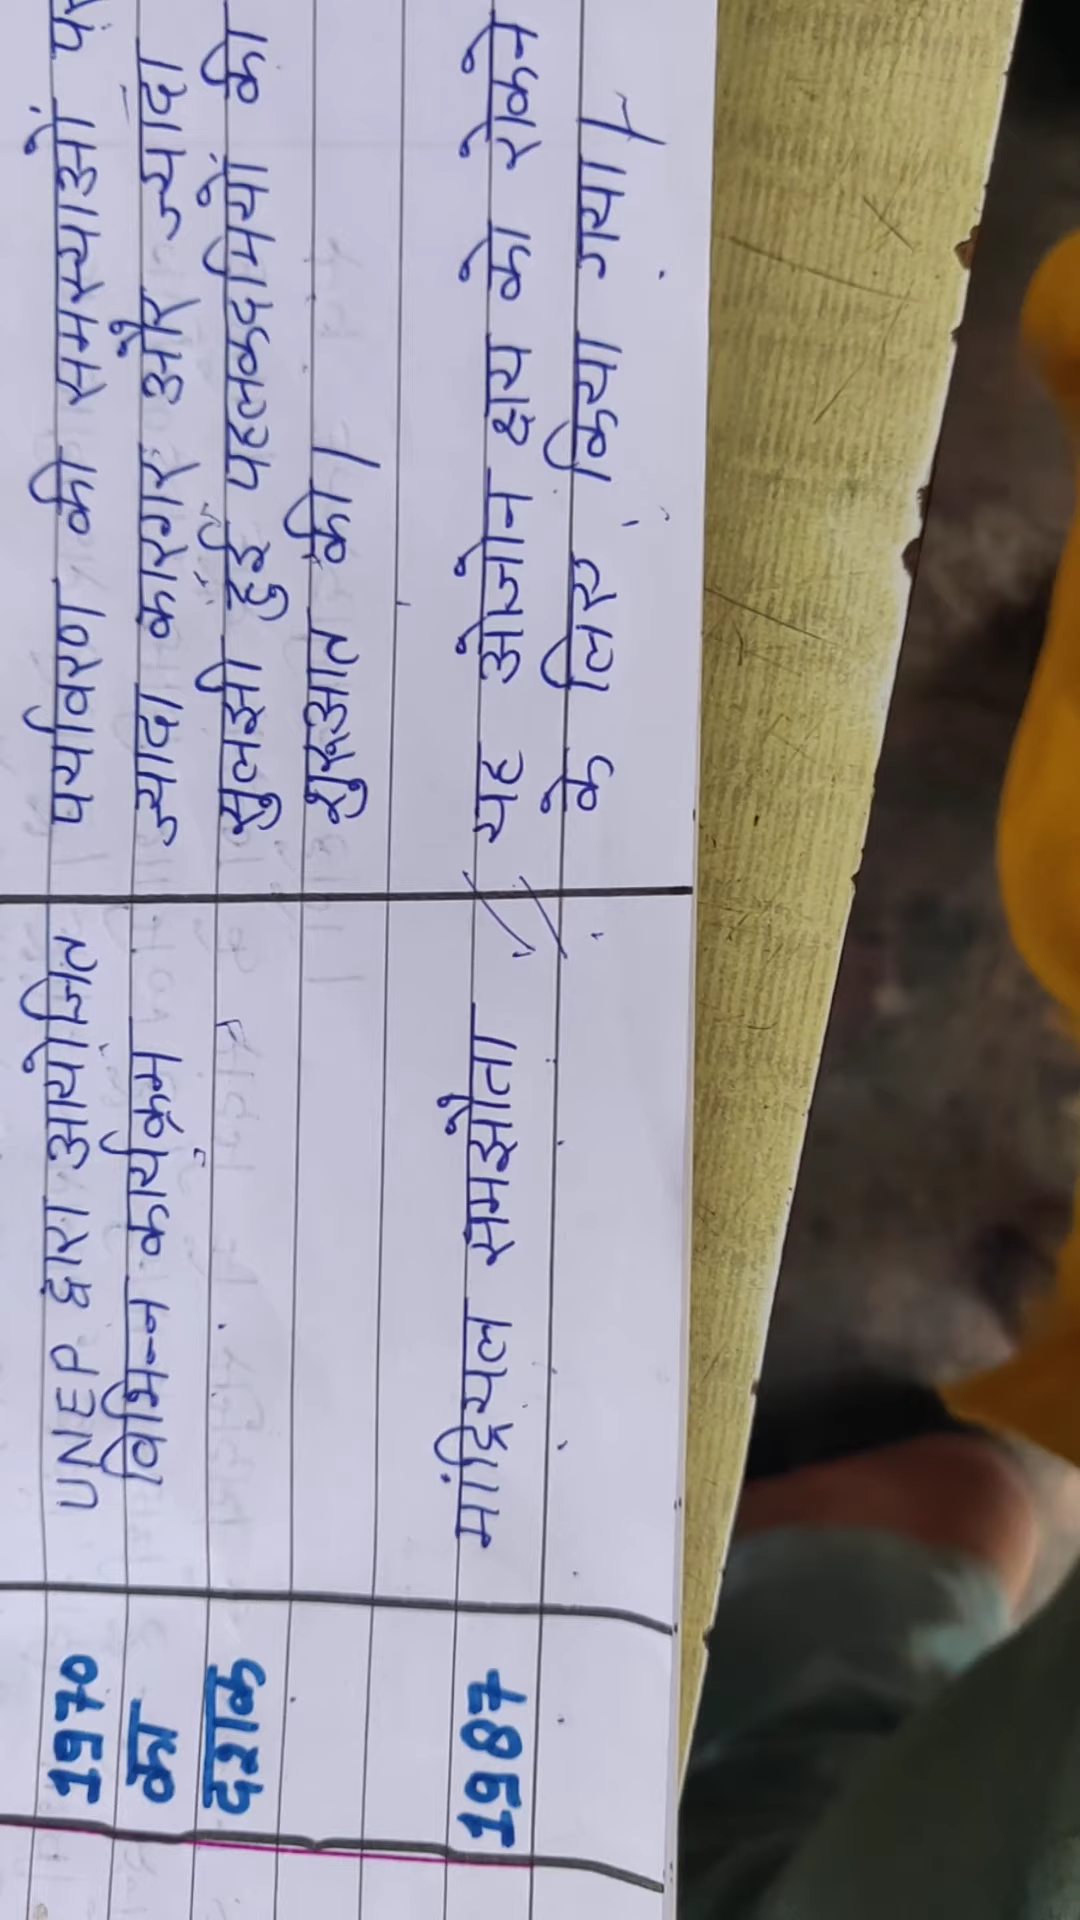 1970 UNEP द्वारा आयोजित पर्यावरण की समस्याओं
का विभिन्न कार्यक्रम ज्यादा कारगर और ज्यादा
दशक सुलझी हुई पहलकदमियों की
शुरूआत की।
1987 मांट्रियल समझौता यह ओजोन क्षय को रोकने
के लिए किया गया।